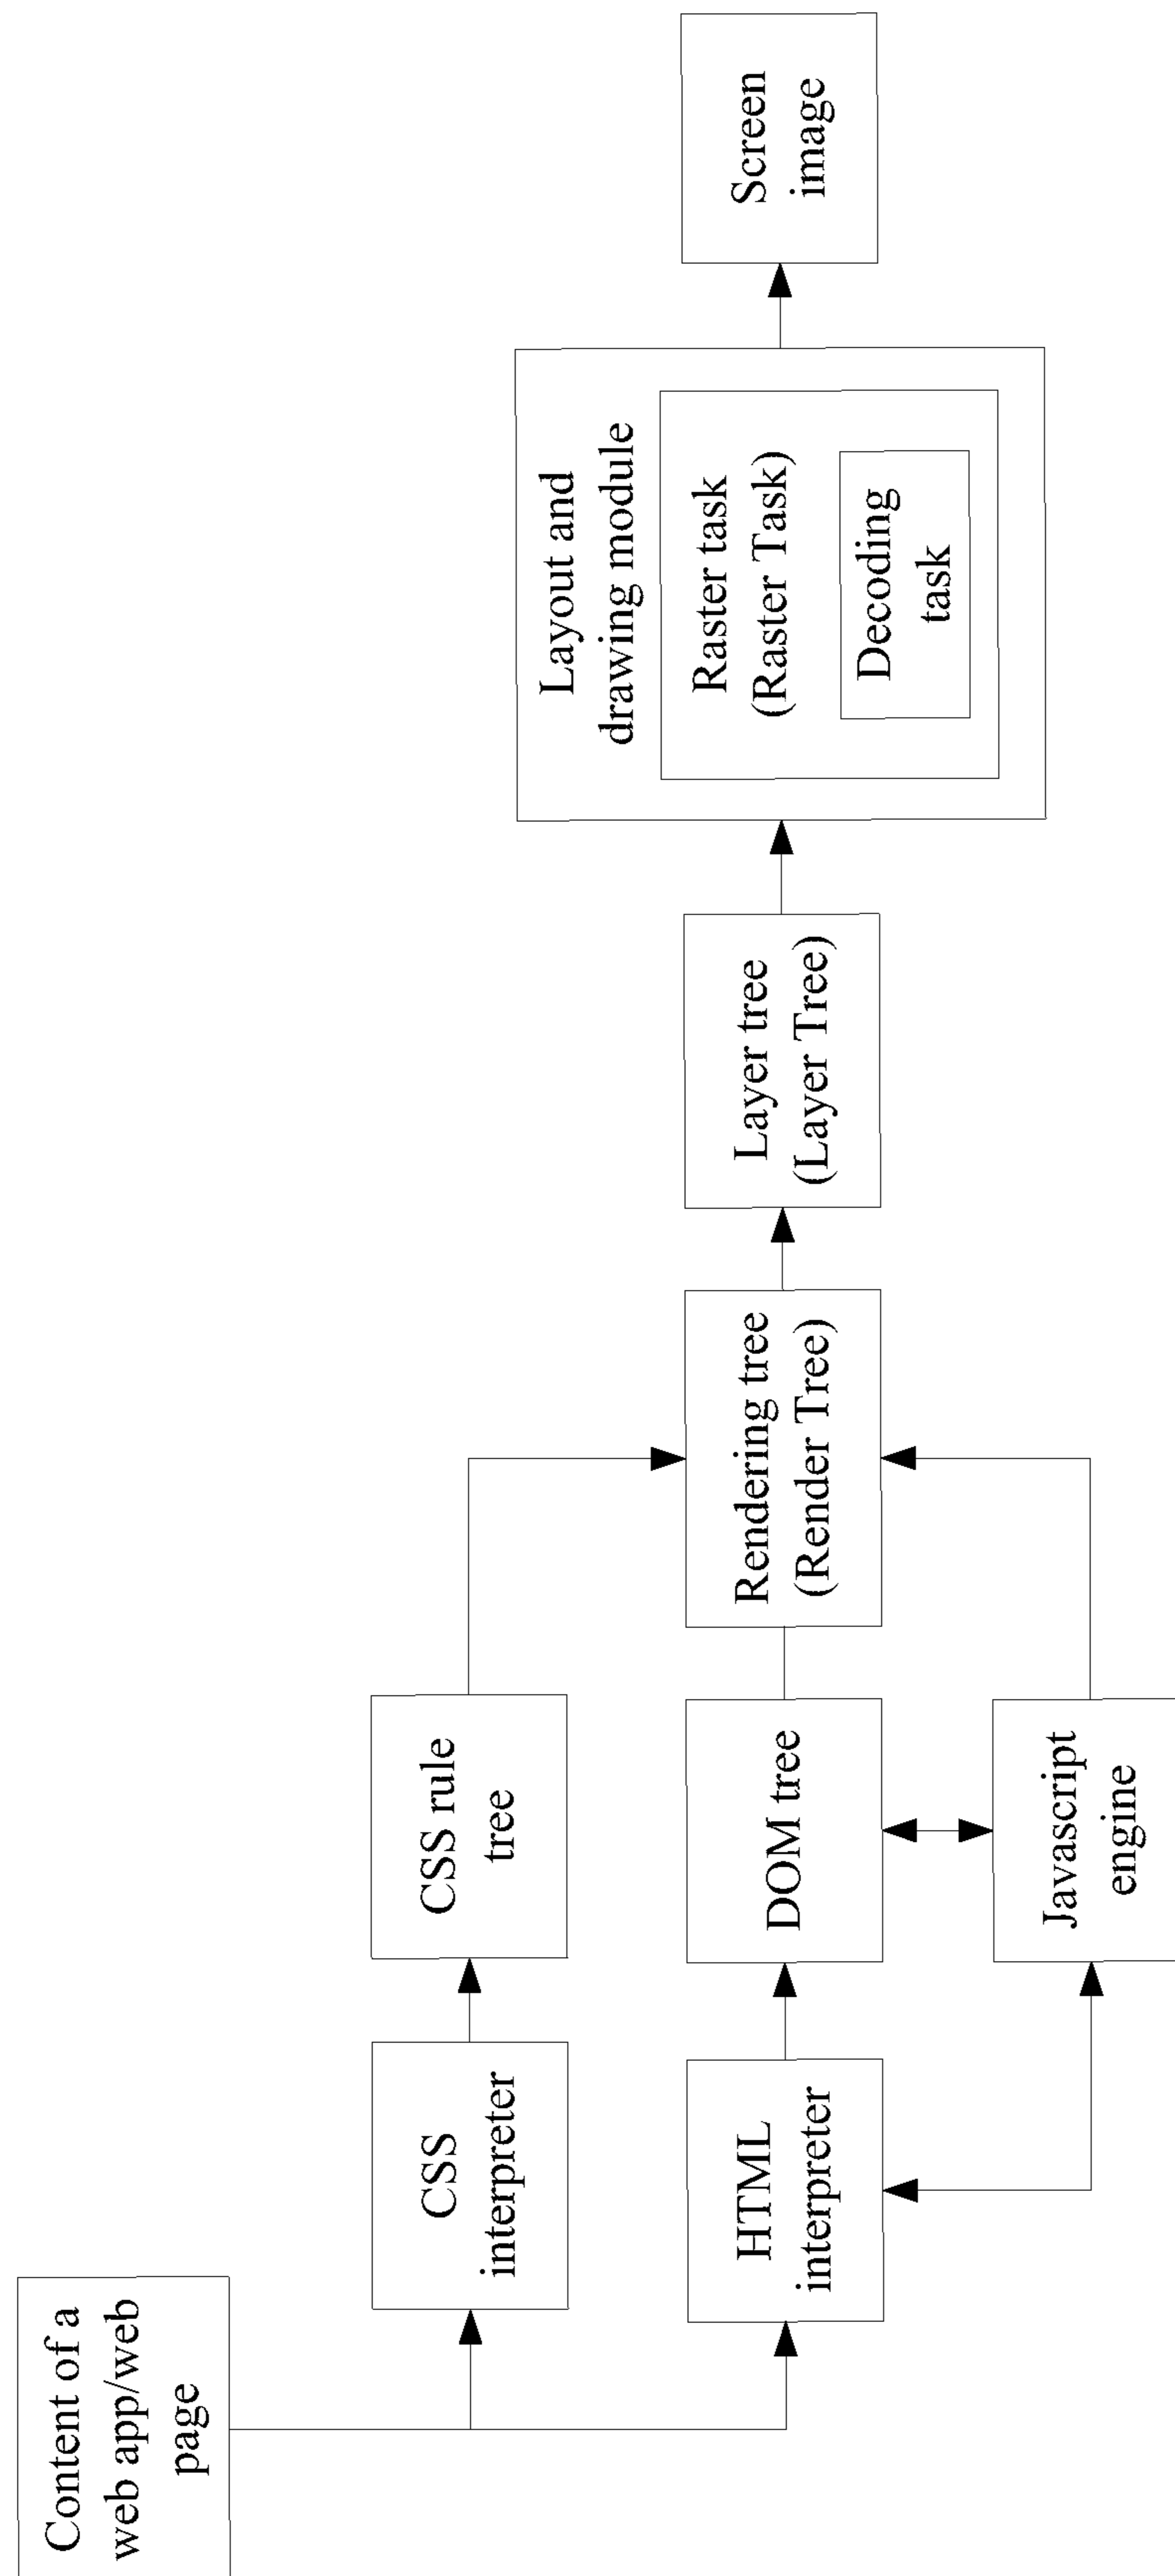 Content of a
web app/web
page
CSS
interpreter
CSS rule
tree
HTML
interpreter
DOM tree
Javascript
engine
Rendering tree
(Render Tree)
Layer tree
(Layer Tree)
Layout and
drawing module
Raster task
(Raster Task)
Decoding
task
Screen
image